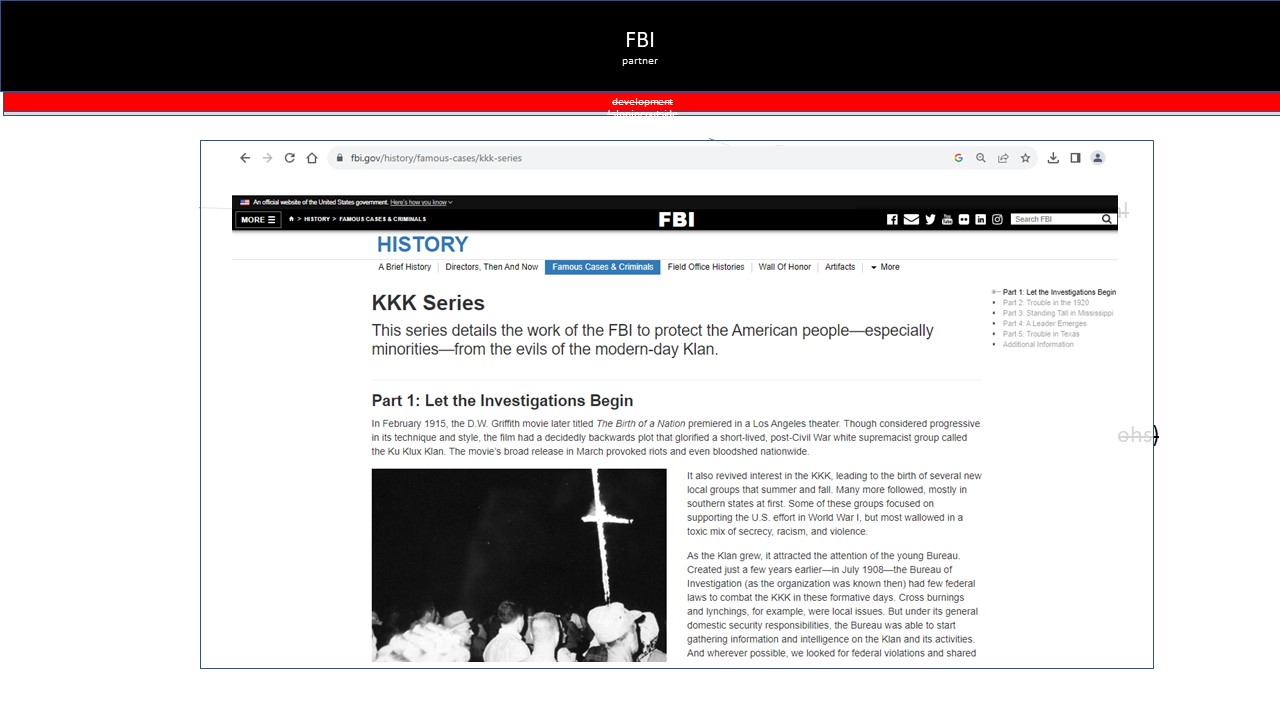 FBI
partner
development
fbi.gov/history/famous-cases/kkk-series
An official website of the United States government. Here's how you know
MORE
> HISTORY > FAMOUS CASES & CRIMINALS
FBI
Search FBI
HISTORY
A Brief History
Directors, Then And Now
Famous Cases & Criminals
Field Office Histories
Wall Of Honor
Artifacts
More
KKK Series
This series details the work of the FBI to protect the American people—especially
minorities—from the evils of the modern-day Klan.
Part 1: Let the Investigations Begin
Part 2: Trouble in the 1920
Part 3: Standing Tall in Mississippi
Part 4: A Leader Emerges
Part 5: Trouble in Texas
Additional Information
Part 1: Let the Investigations Begin
In February 1915, the D.W. Griffith movie later titled The Birth of a Nation premiered in a Los Angeles theater. Though considered progressive
in its technique and style, the film had a decidedly backwards plot that glorified a short-lived, post-Civil War white supremacist group called
the Ku Klux Klan. The movie's broad release in March provoked riots and even bloodshed nationwide.
It also revived interest in the KKK, leading to the birth of several new
local groups that summer and fall. Many more followed, mostly in
southern states at first. Some of these groups focused on
supporting the U.S. effort in World War I, but most wallowed in a
toxic mix of secrecy, racism, and violence.
As the Klan grew, it attracted the attention of the young Bureau.
Created just a few years earlier—in July 1908—the Bureau of
Investigation (as the organization was known then) had few federal
laws to combat the KKK in these formative days. Cross burnings
and lynchings, for example, were local issues. But under its general
domestic security responsibilities, the Bureau was able to start
gathering information and intelligence on the Klan and its activities.
And wherever possible, we looked for federal violations and shared
ohs)